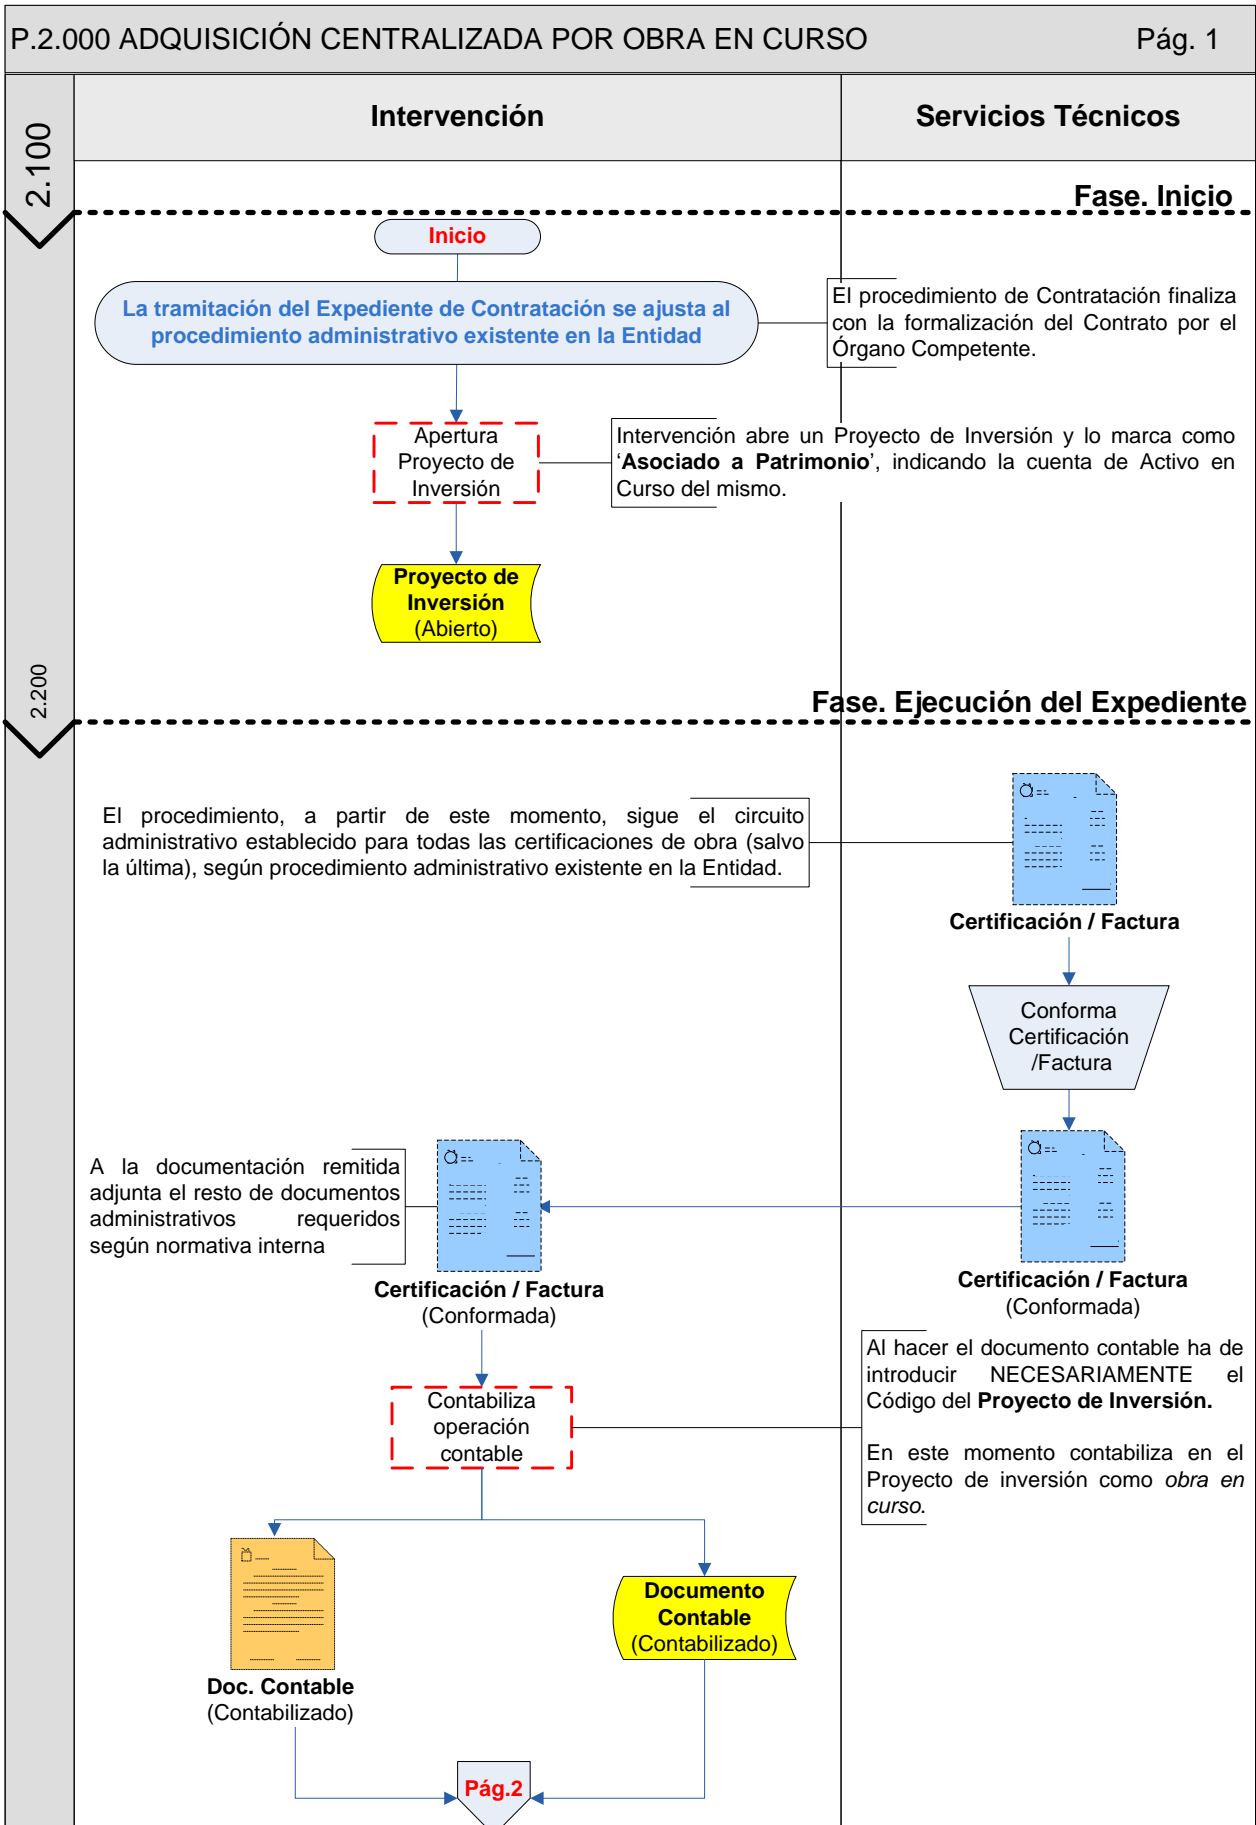 P.2.000 ADQUISICIÓN CENTRALIZADA POR OBRA EN CURSO Pág. 1
2.100
Intervención
Servicios Técnicos
Fase. Inicio
Inicio
La tramitación del Expediente de Contratación se ajusta al
procedimiento administrativo existente en la Entidad
El procedimiento de Contratación finaliza
con la formalización del Contrato por el
Órgano Competente.
Apertura
Proyecto de
Inversión
Intervención abre un Proyecto de Inversión y lo marca como
‘Asociado a Patrimonio’, indicando la cuenta de Activo en
Curso del mismo.
Proyecto de
Inversión
(Abierto)
2.200
Fase. Ejecución del Expediente
El procedimiento, a partir de este momento, sigue el circuito
administrativo establecido para todas las certificaciones de obra (salvo
la última), según procedimiento administrativo existente en la Entidad.
Certificación / Factura
Conforma
Certificación
/Factura
A la documentación remitida
adjunta el resto de documentos
administrativos requeridos
según normativa interna
Certificación / Factura
(Conformada)
Certificación / Factura
(Conformada)
Al hacer el documento contable ha de
introducir NECESARIAMENTE el
Código del Proyecto de Inversión.
En este momento contabiliza en el
Proyecto de inversión como obra en
curso.
Contabiliza
operación
contable
Documento
Contable
(Contabilizado)
Doc. Contable
(Contabilizado)
Pág.2